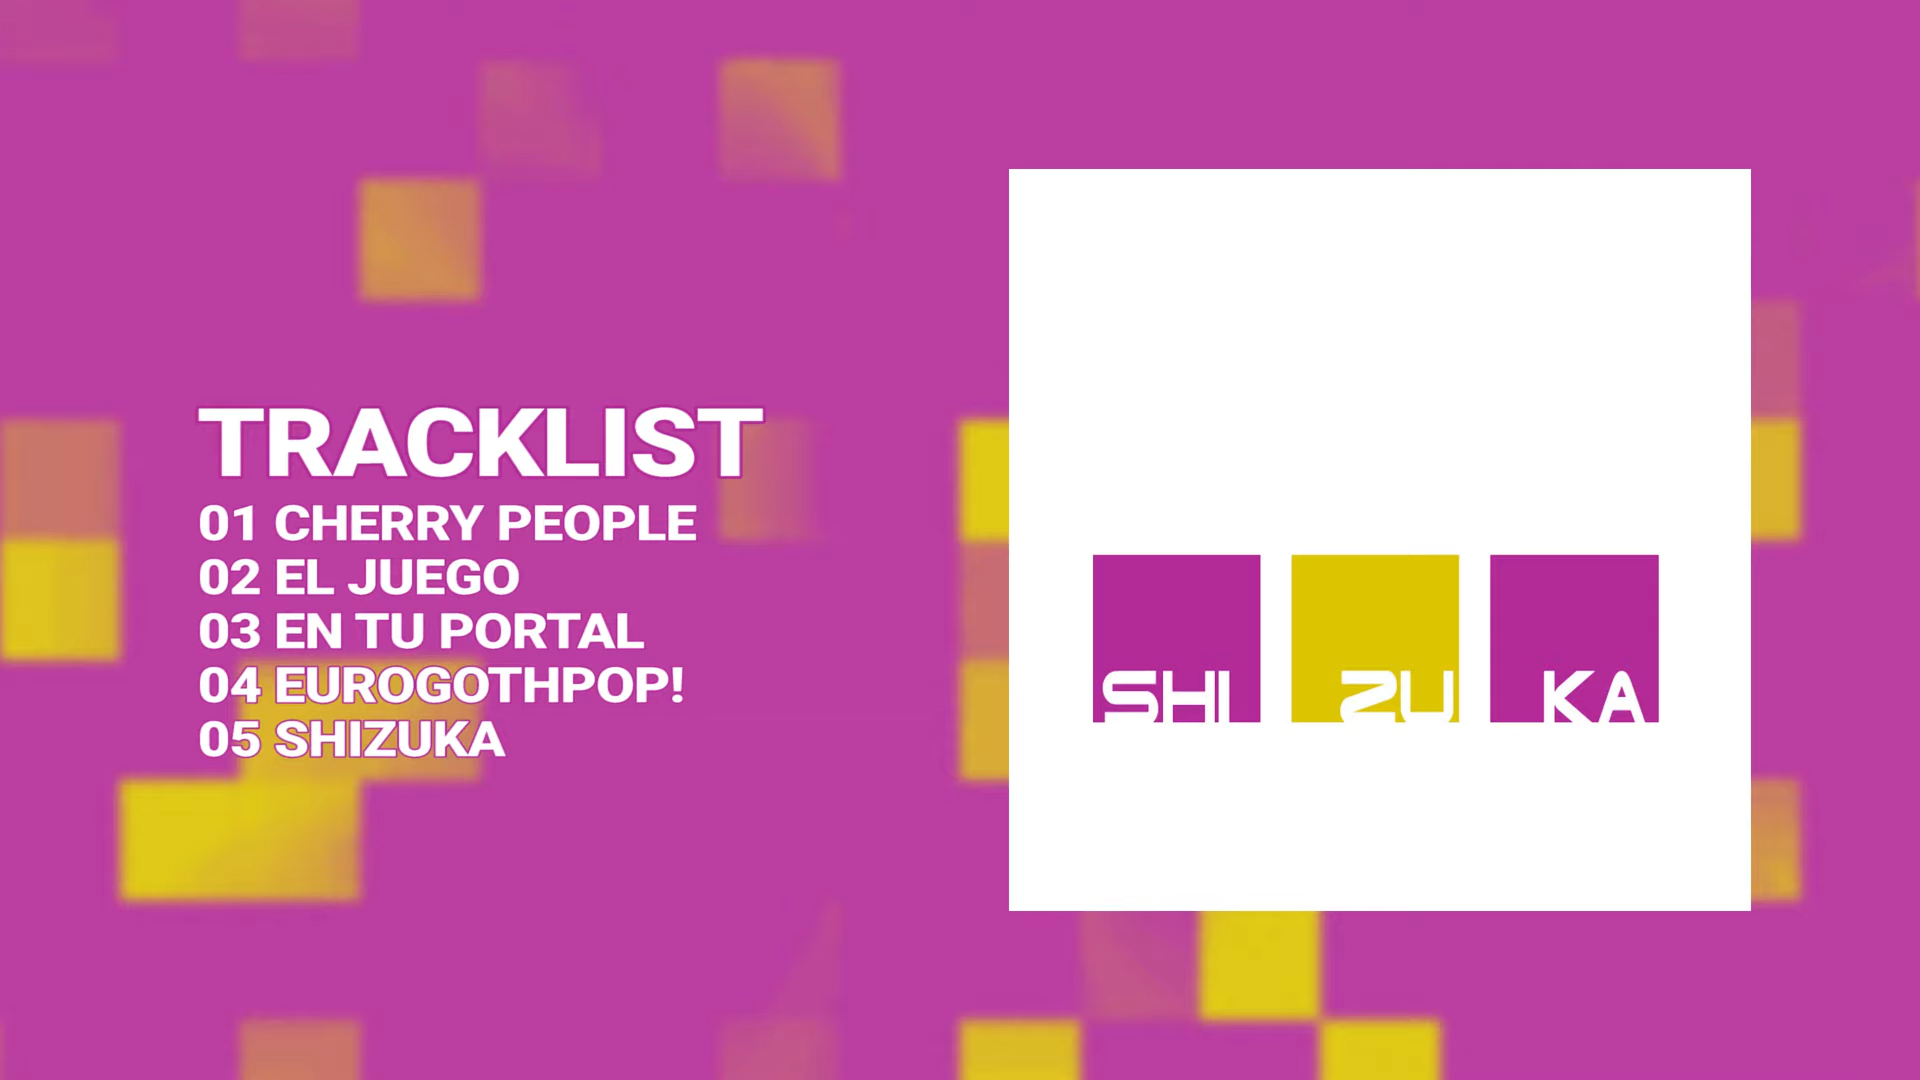 TRACKLIST
01 CHERRY PEOPLE
02 EL JUEGO
03 EN TU PORTAL
04 EUROGOTHPOP!
05 SHIZUKA
SHI ZU KA